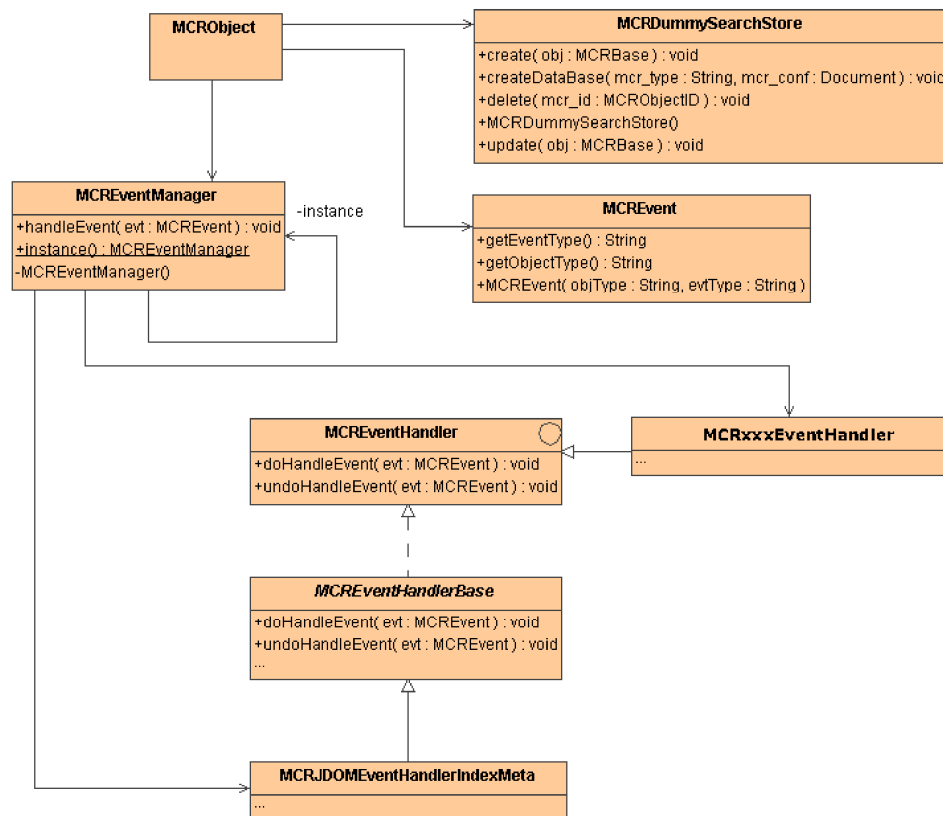 MCRObject
MCRDummySearchStore
+create( obj : MCRBase ) : void
+createDataBase( mcr_type : String, mcr_conf : Document ) : void
+delete( mcr_id : MCRObjectID ) : void
+MCRDummySearchStore()
+update( obj : MCRBase ) : void
MCREventManager
+handleEvent( evt : MCREvent ) : void
+instance() : MCREventManager
-MCREventManager()
-instance
MCREvent
+getEventType() : String
+getObjectType() : String
+MCREvent( objType : String, evtType : String )
MCREventHandler
+doHandleEvent( evt : MCREvent ) : void
+undoHandleEvent( evt : MCREvent ) : void
MCRxxxEventHandler
...
MCREventHandlerBase
+doHandleEvent( evt : MCREvent ) : void
+undoHandleEvent( evt : MCREvent ) : void
...
MCRJDOMEventHandlerIndexMeta
...